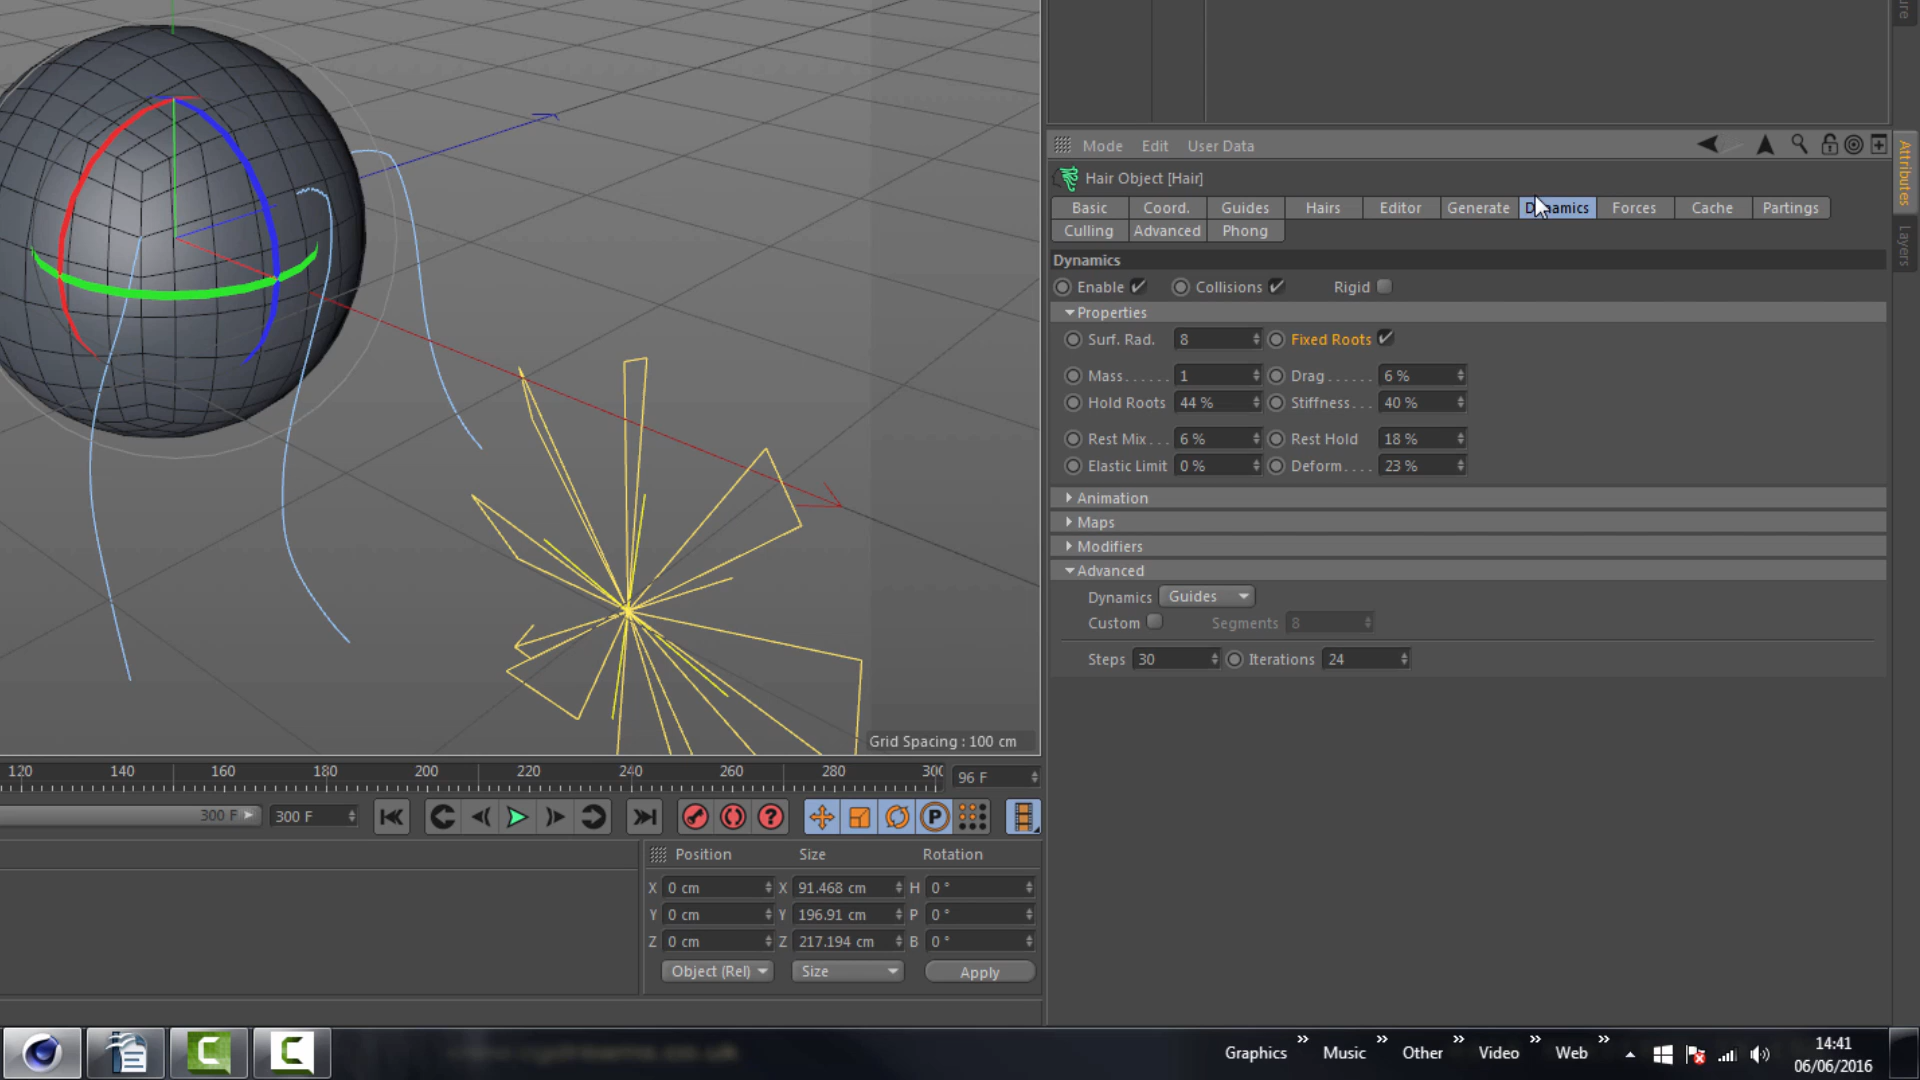 Mode Edit User Data
Hair Object [Hair]
Basic Coord. Guides Hairs Editor Generate Dynamics Forces Cache Partings
Culling Advanced Phong
Dynamics
Enable Collisions Rigid
Properties
Surf. Rad. 8 Fixed Roots
Mass...... 1 Drag...... 6 %
Hold Roots 44 % Stiffness... 40 %
Rest Mix... 6 % Rest Hold 18 %
Elastic Limit 0 % Deform.... 23 %
Animation
Maps
Modifiers
Advanced
Dynamics Guides
Custom Segments 8
Steps 30 Iterations 24
Attributes
Layers
Grid Spacing : 100 cm
120 140 160 180 200 220 240 260 280 300 96 F
300 F 300 F
Position Size Rotation
X 0 cm X 91.468 cm H 0 °
Y 0 cm Y 196.91 cm P 0 °
Z 0 cm Z 217.194 cm B 0 °
Object (Rel) Size Apply
Graphics » Music » Other » Video » Web » 14:41
06/06/2016